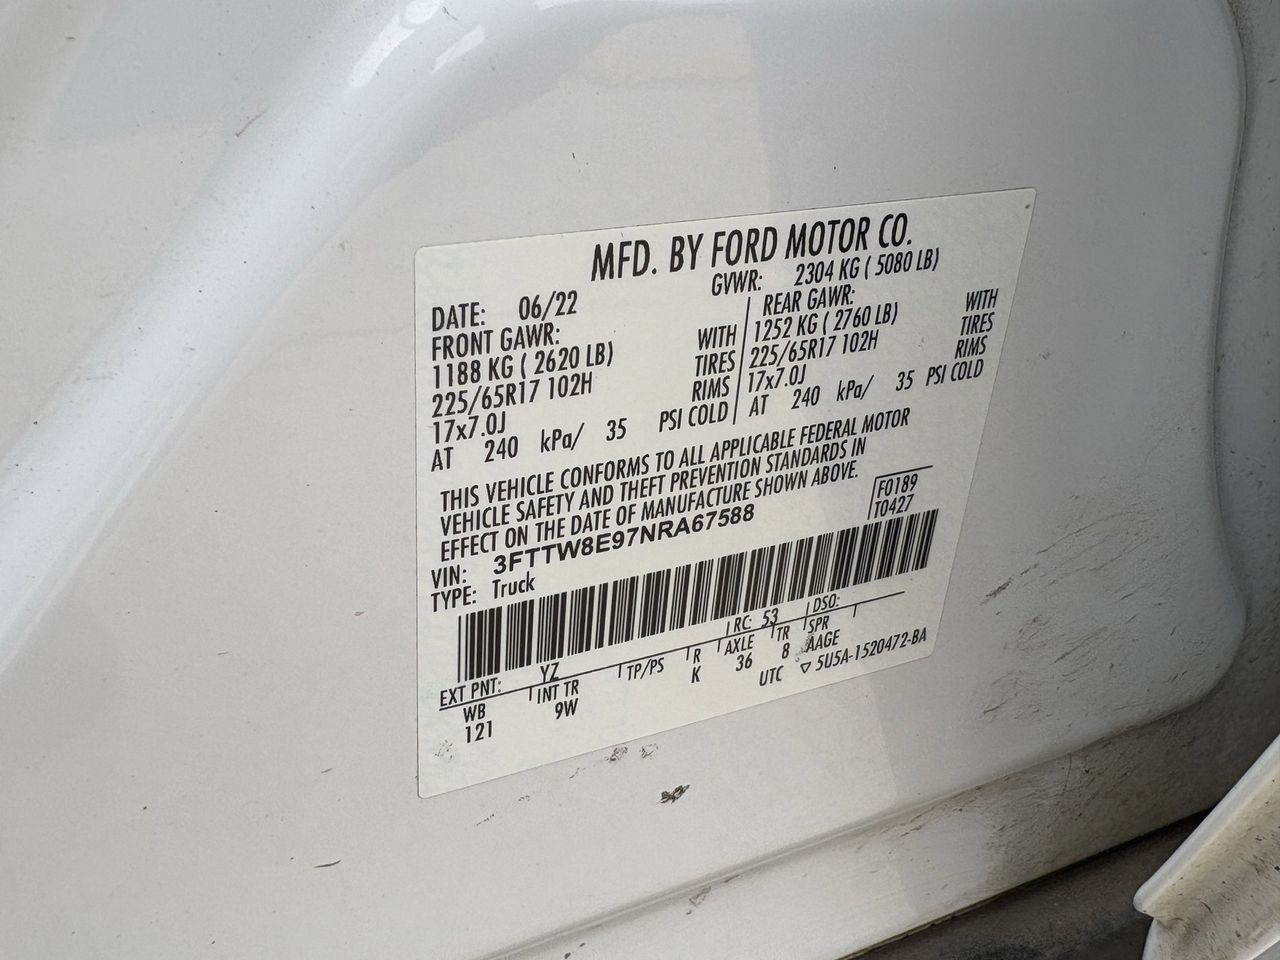 MFD. BY FORD MOTOR CO.
DATE: 06/22 GVWR: 2304 KG ( 5080 LB)
FRONT GAWR: REAR GAWR:
1188 KG ( 2620 LB) WITH 1252 KG ( 2760 LB) WITH
225/65R17 102H TIRES 225/65R17 102H TIRES
17x7.0J RIMS 17x7.0J RIMS
AT 240 kPa/ 35 PSI COLD AT 240 kPa/ 35 PSI COLD
THIS VEHICLE CONFORMS TO ALL APPLICABLE FEDERAL MOTOR
VEHICLE SAFETY AND THEFT PREVENTION STANDARDS IN
EFFECT ON THE DATE OF MANUFACTURE SHOWN ABOVE.
F0189
T0427
VIN: 3FTTW8E97NRA67588
TYPE: Truck
EXT PNT: YZ RC: 53 DSO:
WB INT TR TP/PS R AXLE TR SPR
121 9W K 36 8 AAGE
UTC ▽ 5U5A-1520472-BA